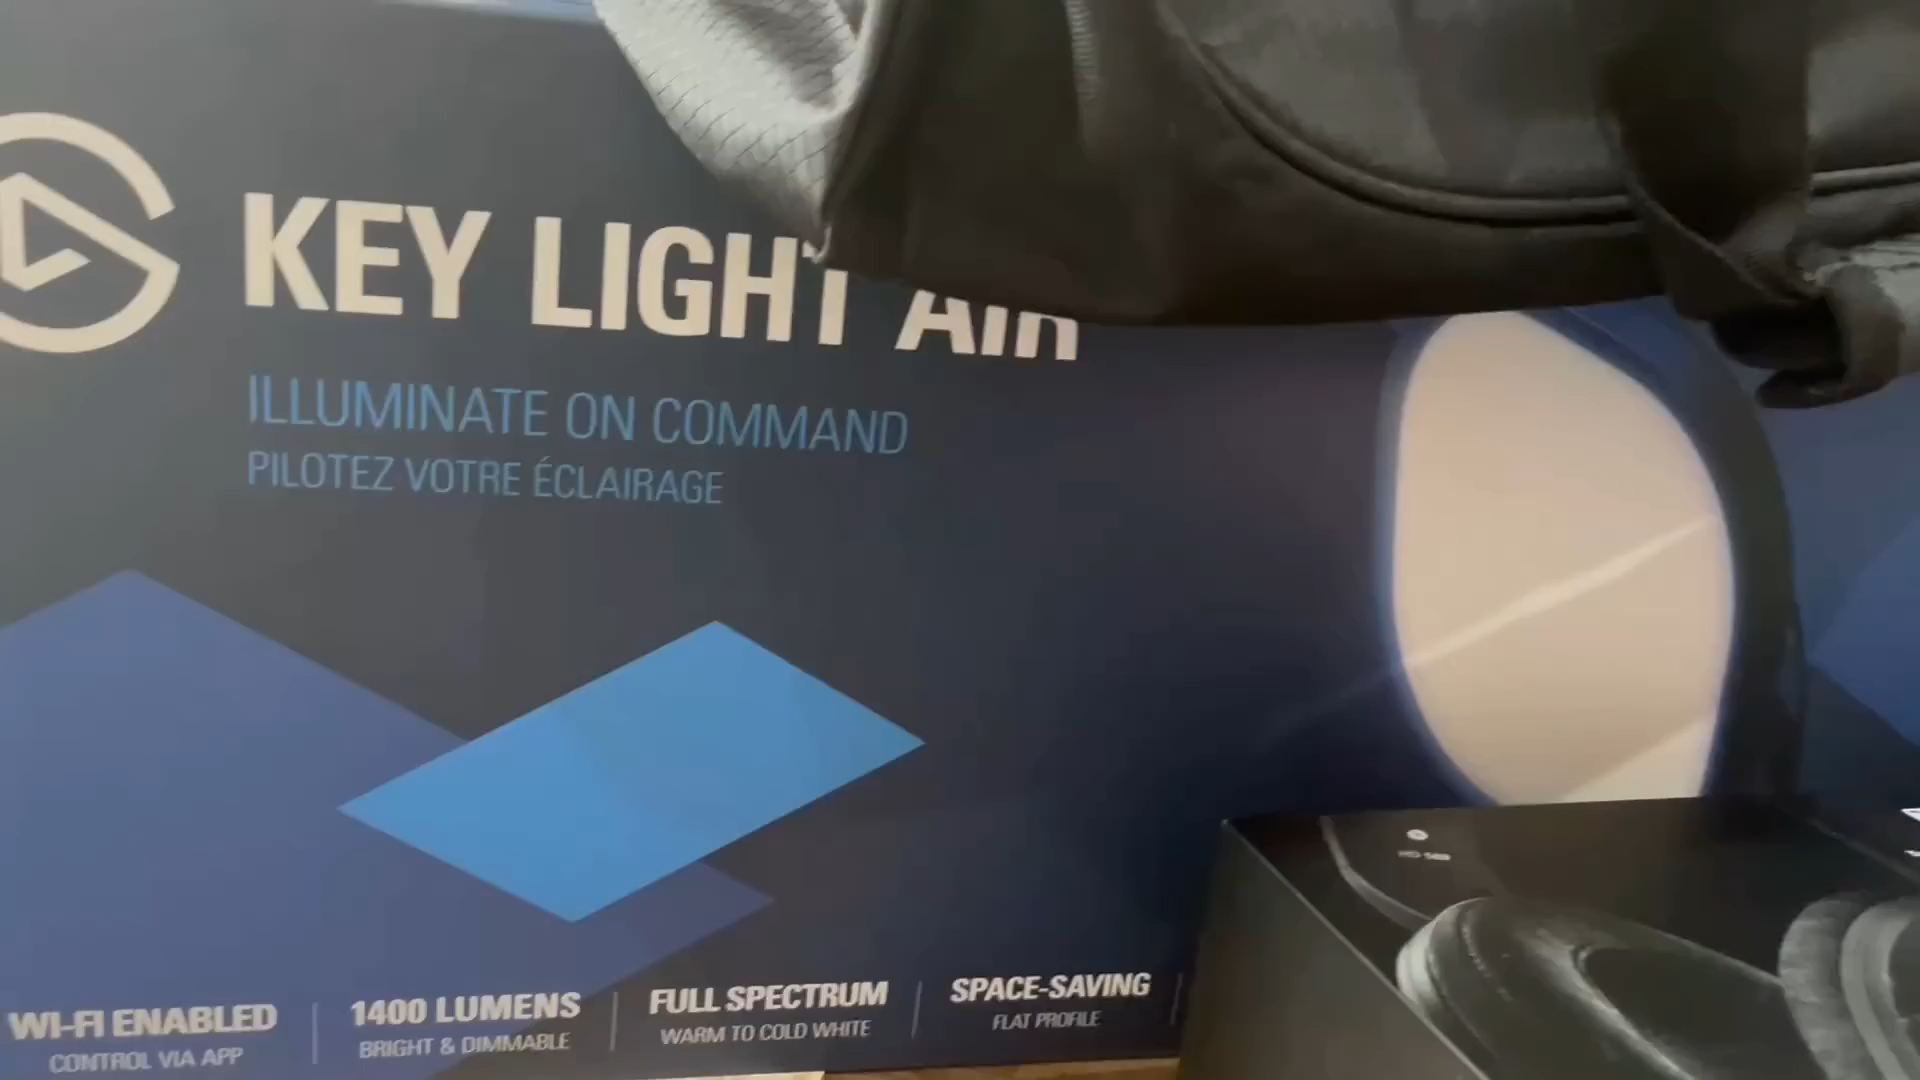 KEY LIGHT AIR
ILLUMINATE ON COMMAND
PILOTEZ VOTRE ÉCLAIRAGE
WI-FI ENABLED
CONTROL VIA APP
1400 LUMENS
BRIGHT & DIMMABLE
FULL SPECTRUM
WARM TO COLD WHITE
SPACE-SAVING
FLAT PROFILE